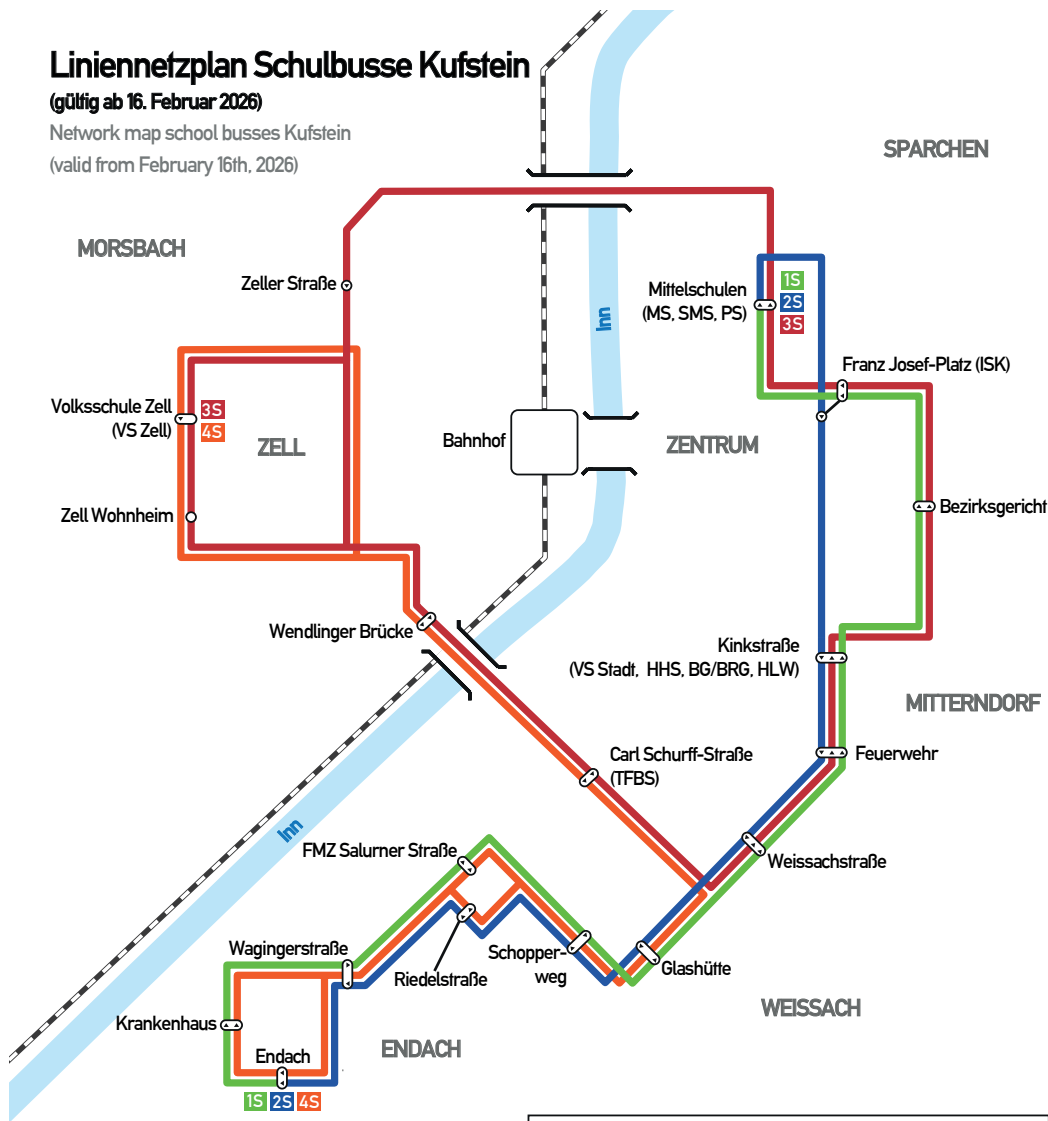 Liniennetzplan Schulbusse Kufstein
(gültig ab 16. Februar 2026)
Network map school busses Kufstein
(valid from February 16th, 2026)
SPARCHEN
MORSBACH
Zeller Straße
Mittelschulen
(MS, SMS, PS)
1S
2S
3S
Inn
Franz Josef-Platz (ISK)
Volksschule Zell
(VS Zell)
3S
4S
ZELL
Bahnhof
ZENTRUM
Zell Wohnheim
Bezirksgericht
Wendlinger Brücke
Kinkstraße
(VS Stadt, HHS, BG/BRG, HLW)
MITTERNDORF
Carl Schurff-Straße
(TFBS)
Feuerwehr
Inn
FMZ Salurner Straße
Weissachstraße
Wagingerstraße
Riedelstraße
Schopper-
weg
Glashütte
WEISSACH
Krankenhaus
ENDACH
Endach
1S 2S 4S